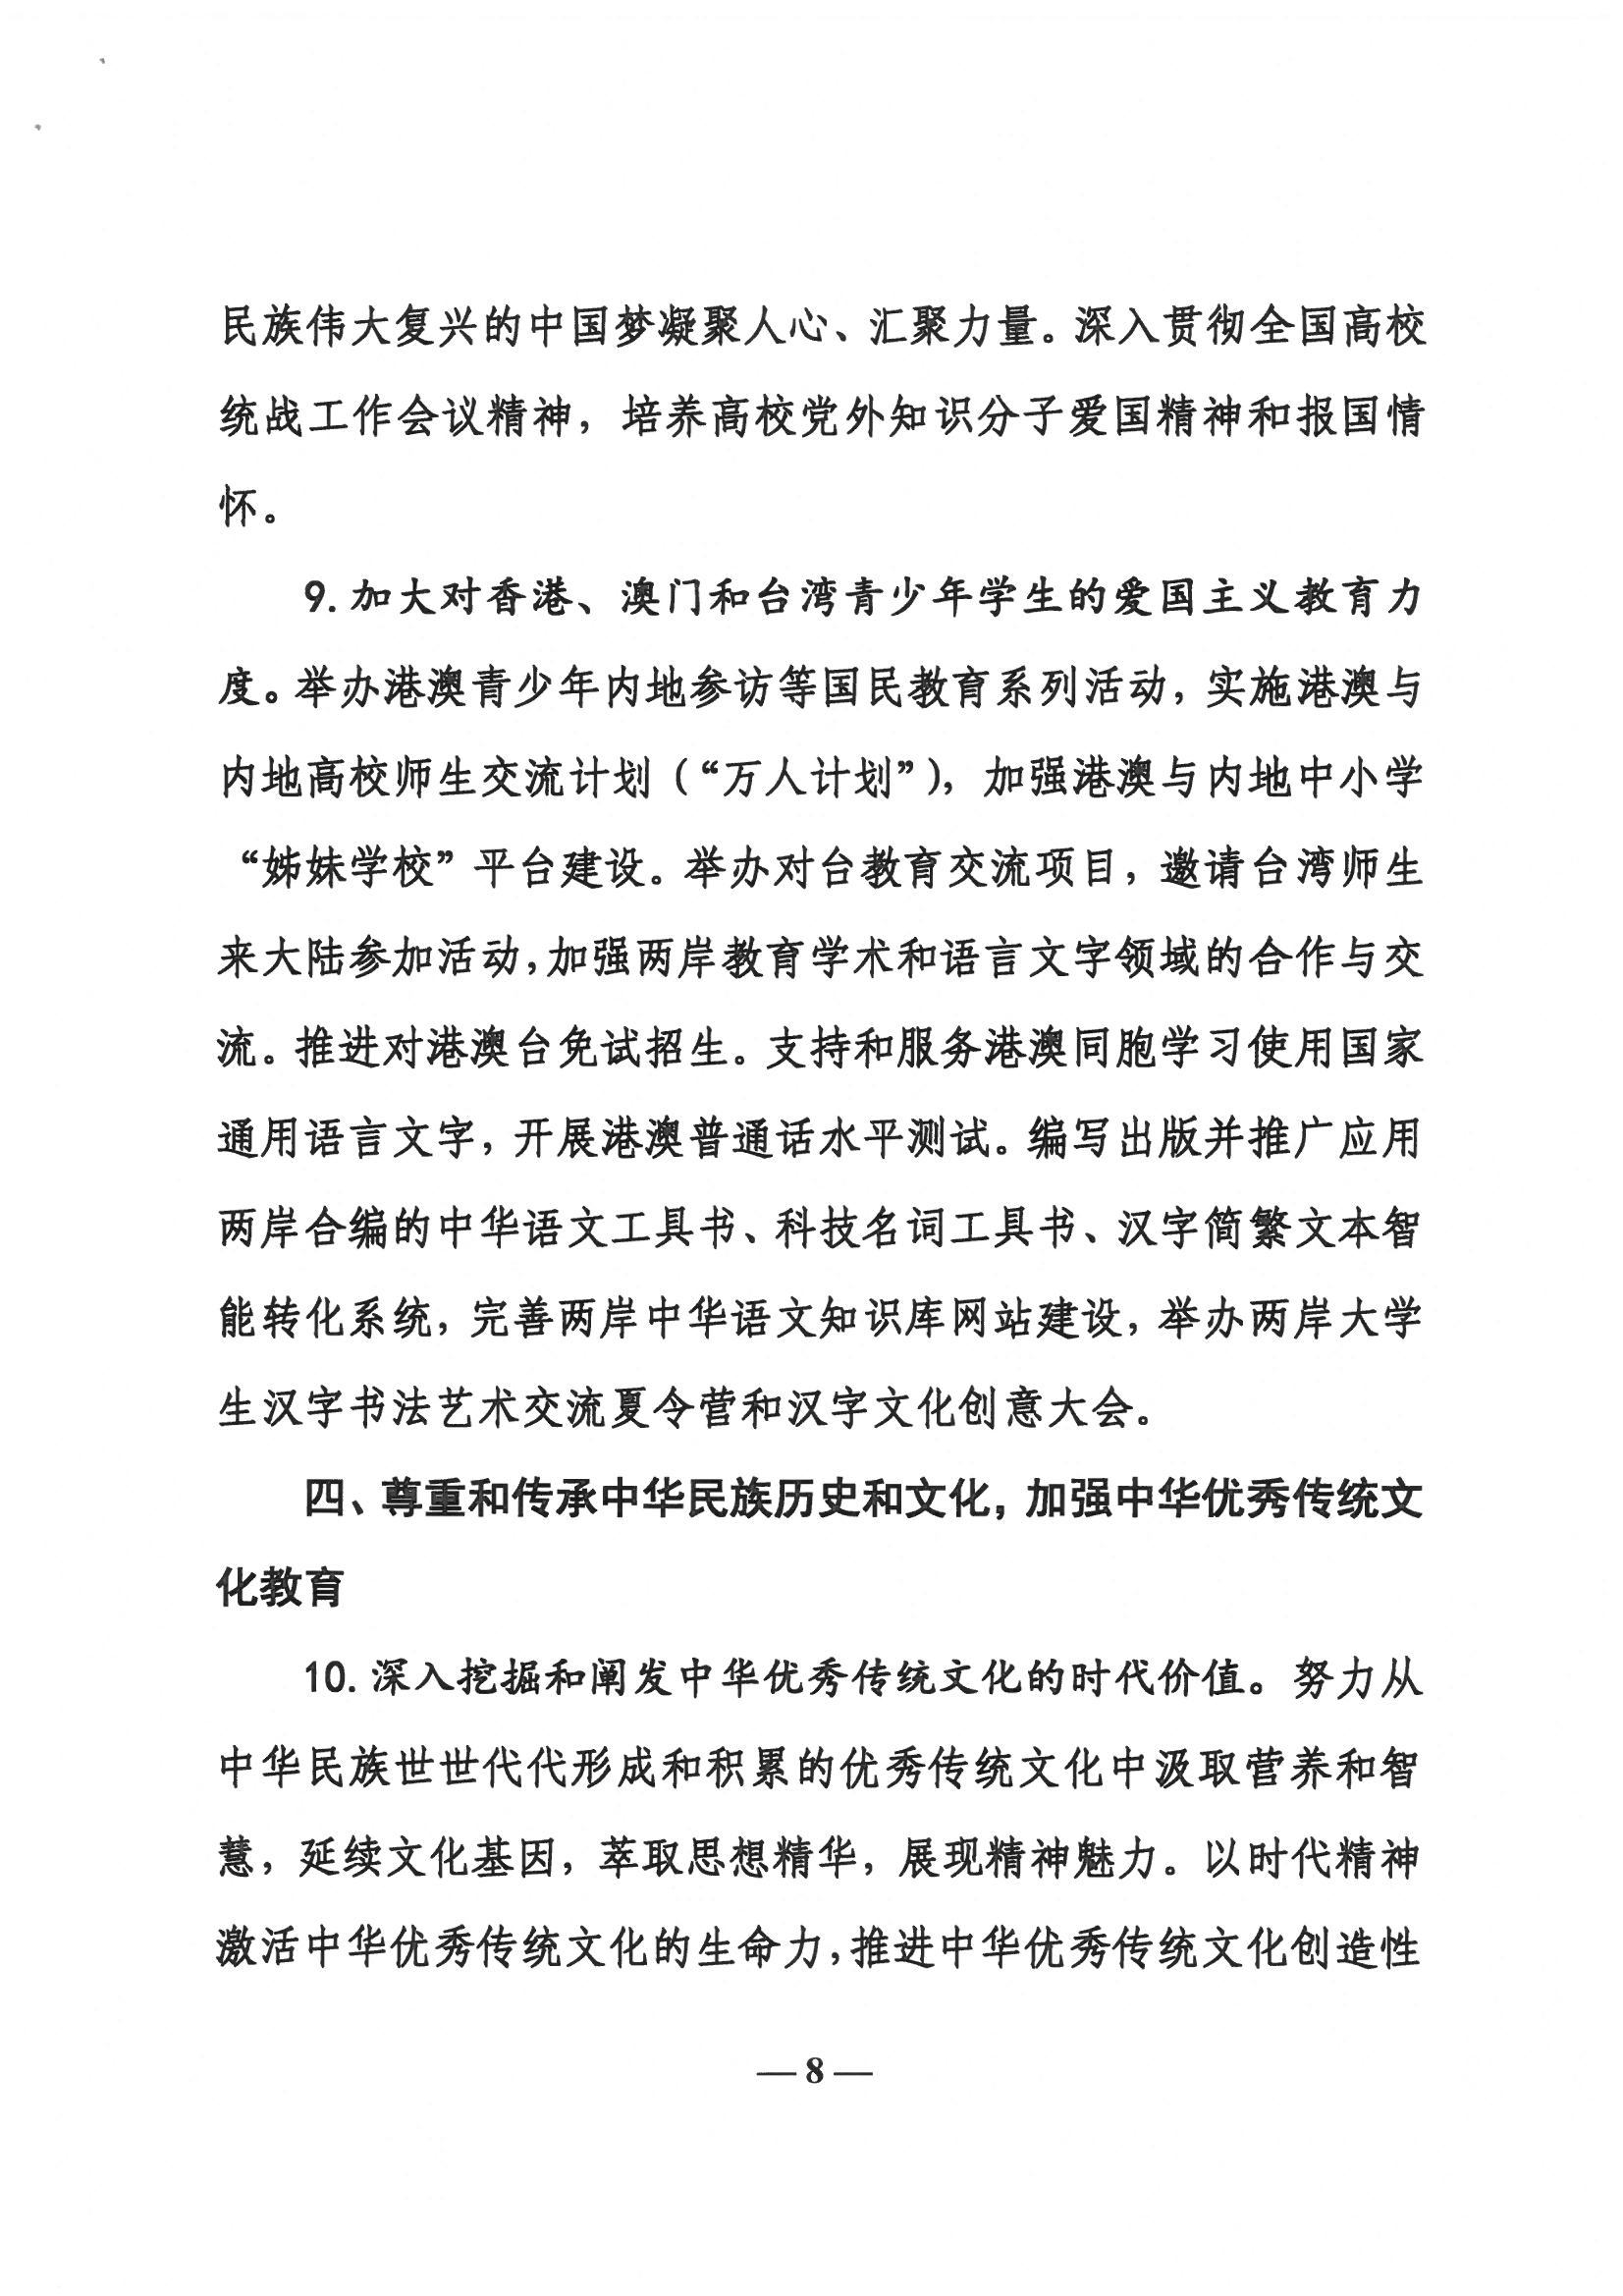 民族伟大复兴的中国梦凝聚人心、汇聚力量。深入贯彻全国高校
统战工作会议精神，培养高校党外知识分子爱国精神和报国情
怀。
9. 加大对香港、澳门和台湾青少年学生的爱国主义教育力
度。举办港澳青少年内地参访等国民教育系列活动，实施港澳与
内地高校师生交流计划（“万人计划”），加强港澳与内地中小学
“姊妹学校”平台建设。举办对台教育交流项目，邀请台湾师生
来大陆参加活动，加强两岸教育学术和语言文字领域的合作与交
流。推进对港澳台免试招生。支持和服务港澳同胞学习使用国家
通用语言文字，开展港澳普通话水平测试。编写出版并推广应用
两岸合编的中华语文工具书、科技名词工具书、汉字简繁文本智
能转化系统，完善两岸中华语文知识库网站建设，举办两岸大学
生汉字书法艺术交流夏令营和汉字文化创意大会。
四、尊重和传承中华民族历史和文化，加强中华优秀传统文
化教育
10. 深入挖掘和阐发中华优秀传统文化的时代价值。努力从
中华民族世世代代形成和积累的优秀传统文化中汲取营养和智
慧，延续文化基因，萃取思想精华，展现精神魅力。以时代精神
激活中华优秀传统文化的生命力，推进中华优秀传统文化创造性
— 8 —